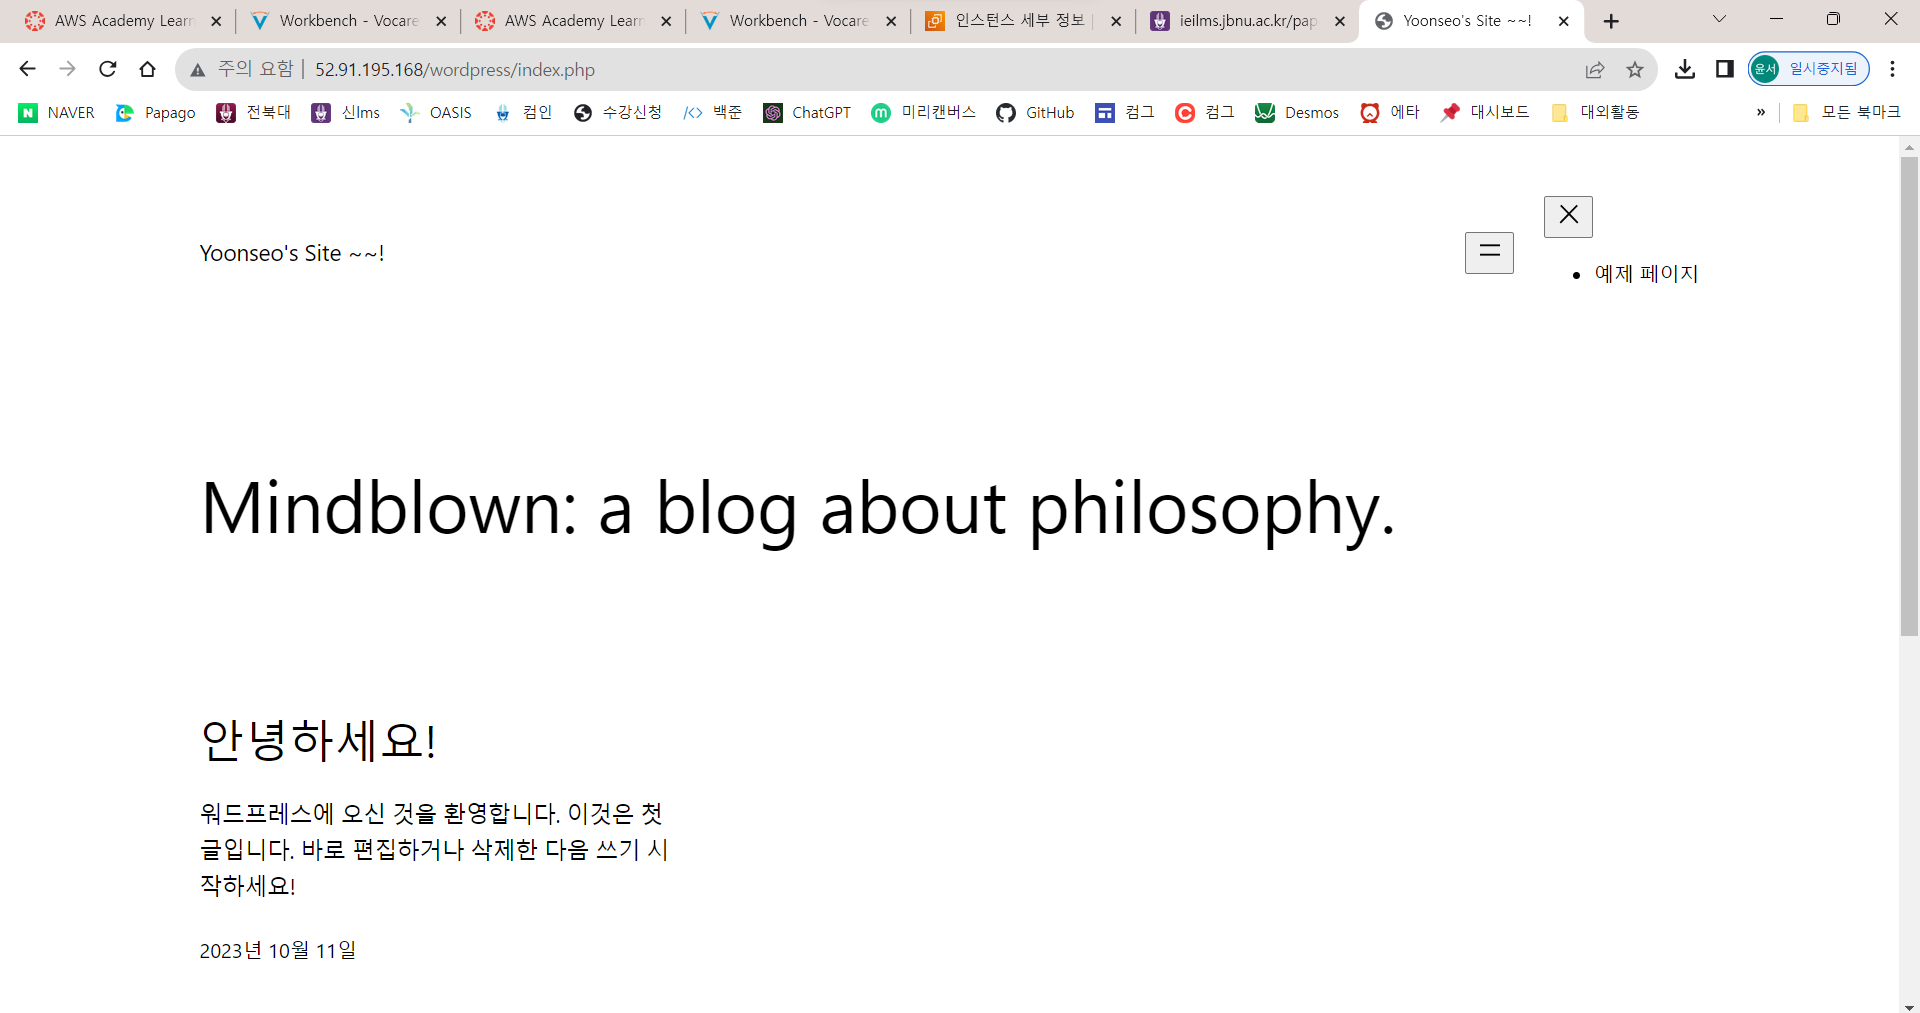 AWS Academy Learn
Workbench - Vocare
AWS Academy Learn
Workbench - Vocare
인스턴스 세부 정보
ieilms.jbnu.ac.kr/pap
Yoonseo's Site ~~!
주의 요함
52.91.195.168/wordpress/index.php
윤서
일시중지됨
NAVER
Papago
전북대
신lms
OASIS
컴인
수강신청
백준
ChatGPT
미리캔버스
GitHub
컴그
컴그
Desmos
에타
대시보드
대외활동
»
모든 북마크
Yoonseo's Site ~~!
예제 페이지
Mindblown: a blog about philosophy.
안녕하세요!
워드프레스에 오신 것을 환영합니다. 이것은 첫
글입니다. 바로 편집하거나 삭제한 다음 쓰기 시
작하세요!
2023년 10월 11일